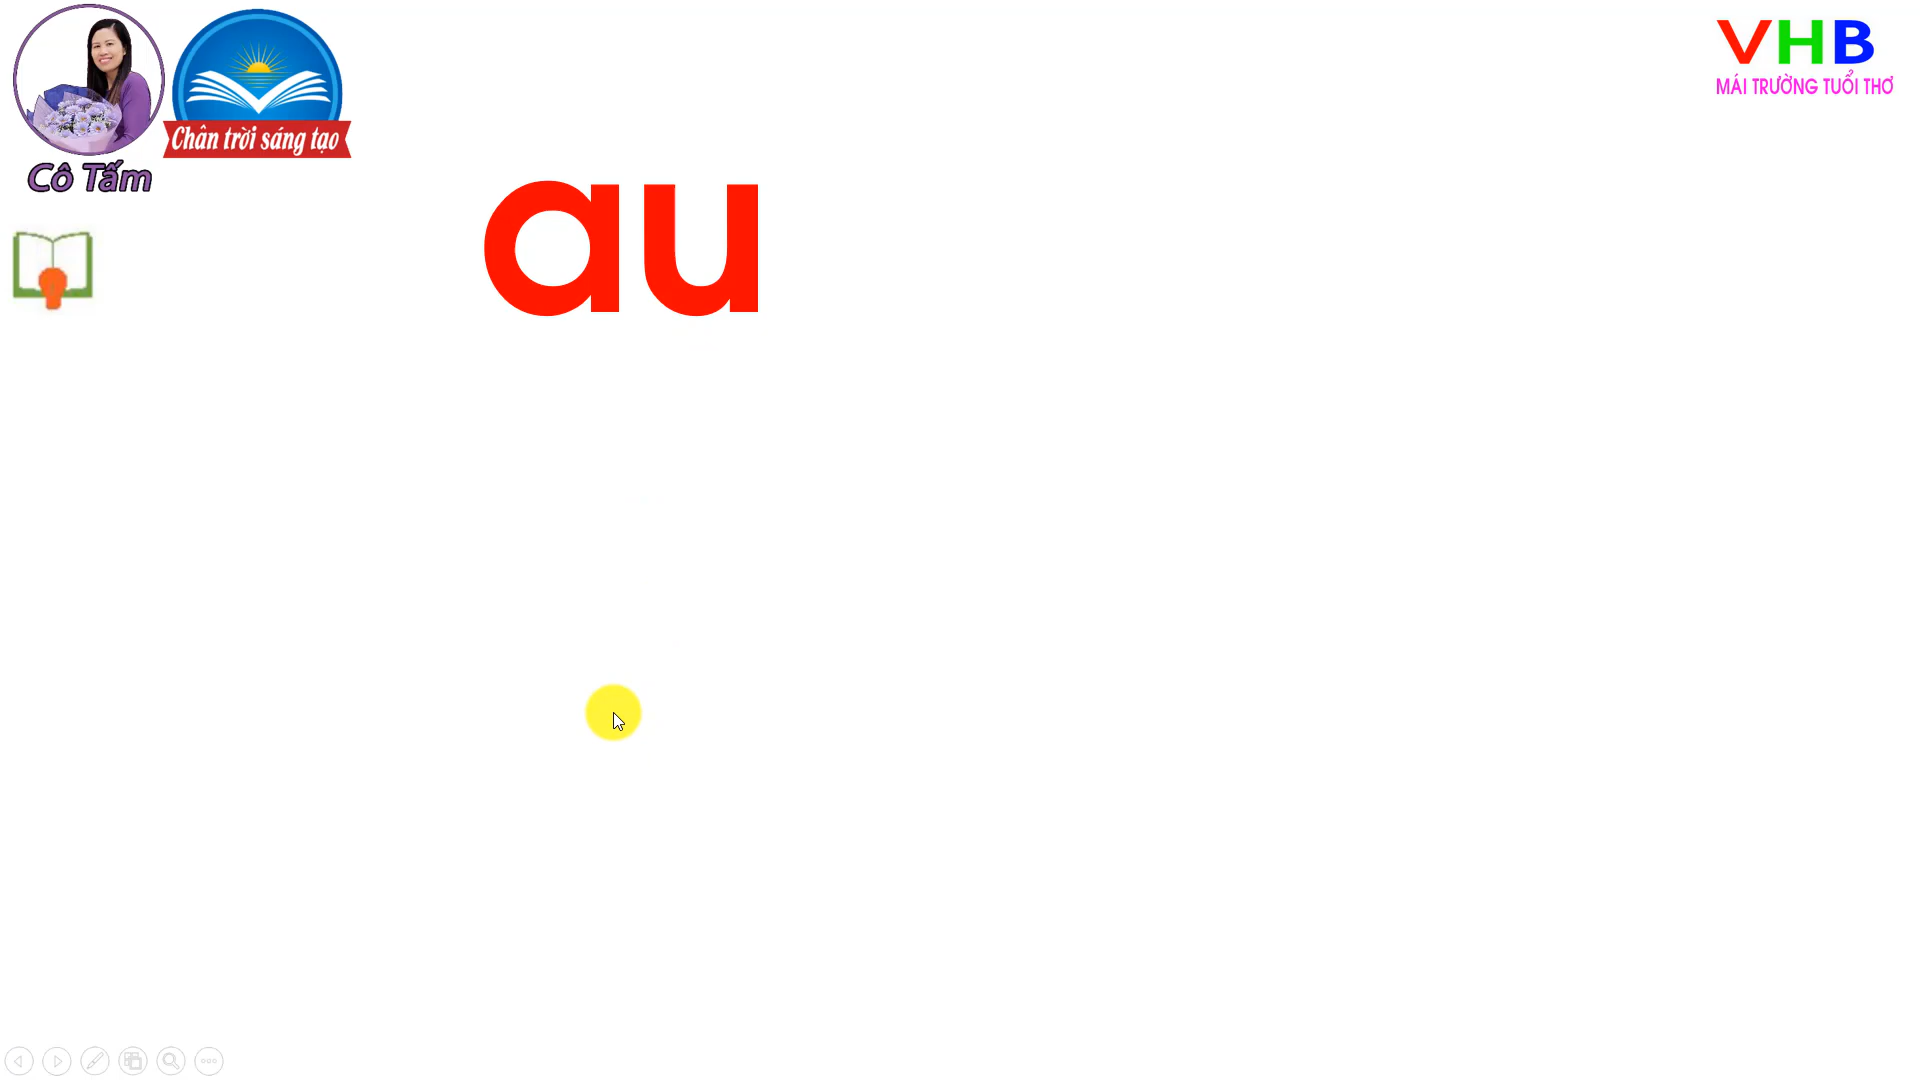 Chân trời sáng tạo
Cô Tấm
VHB
MÁI TRƯỜNG TUỔI THƠ
au